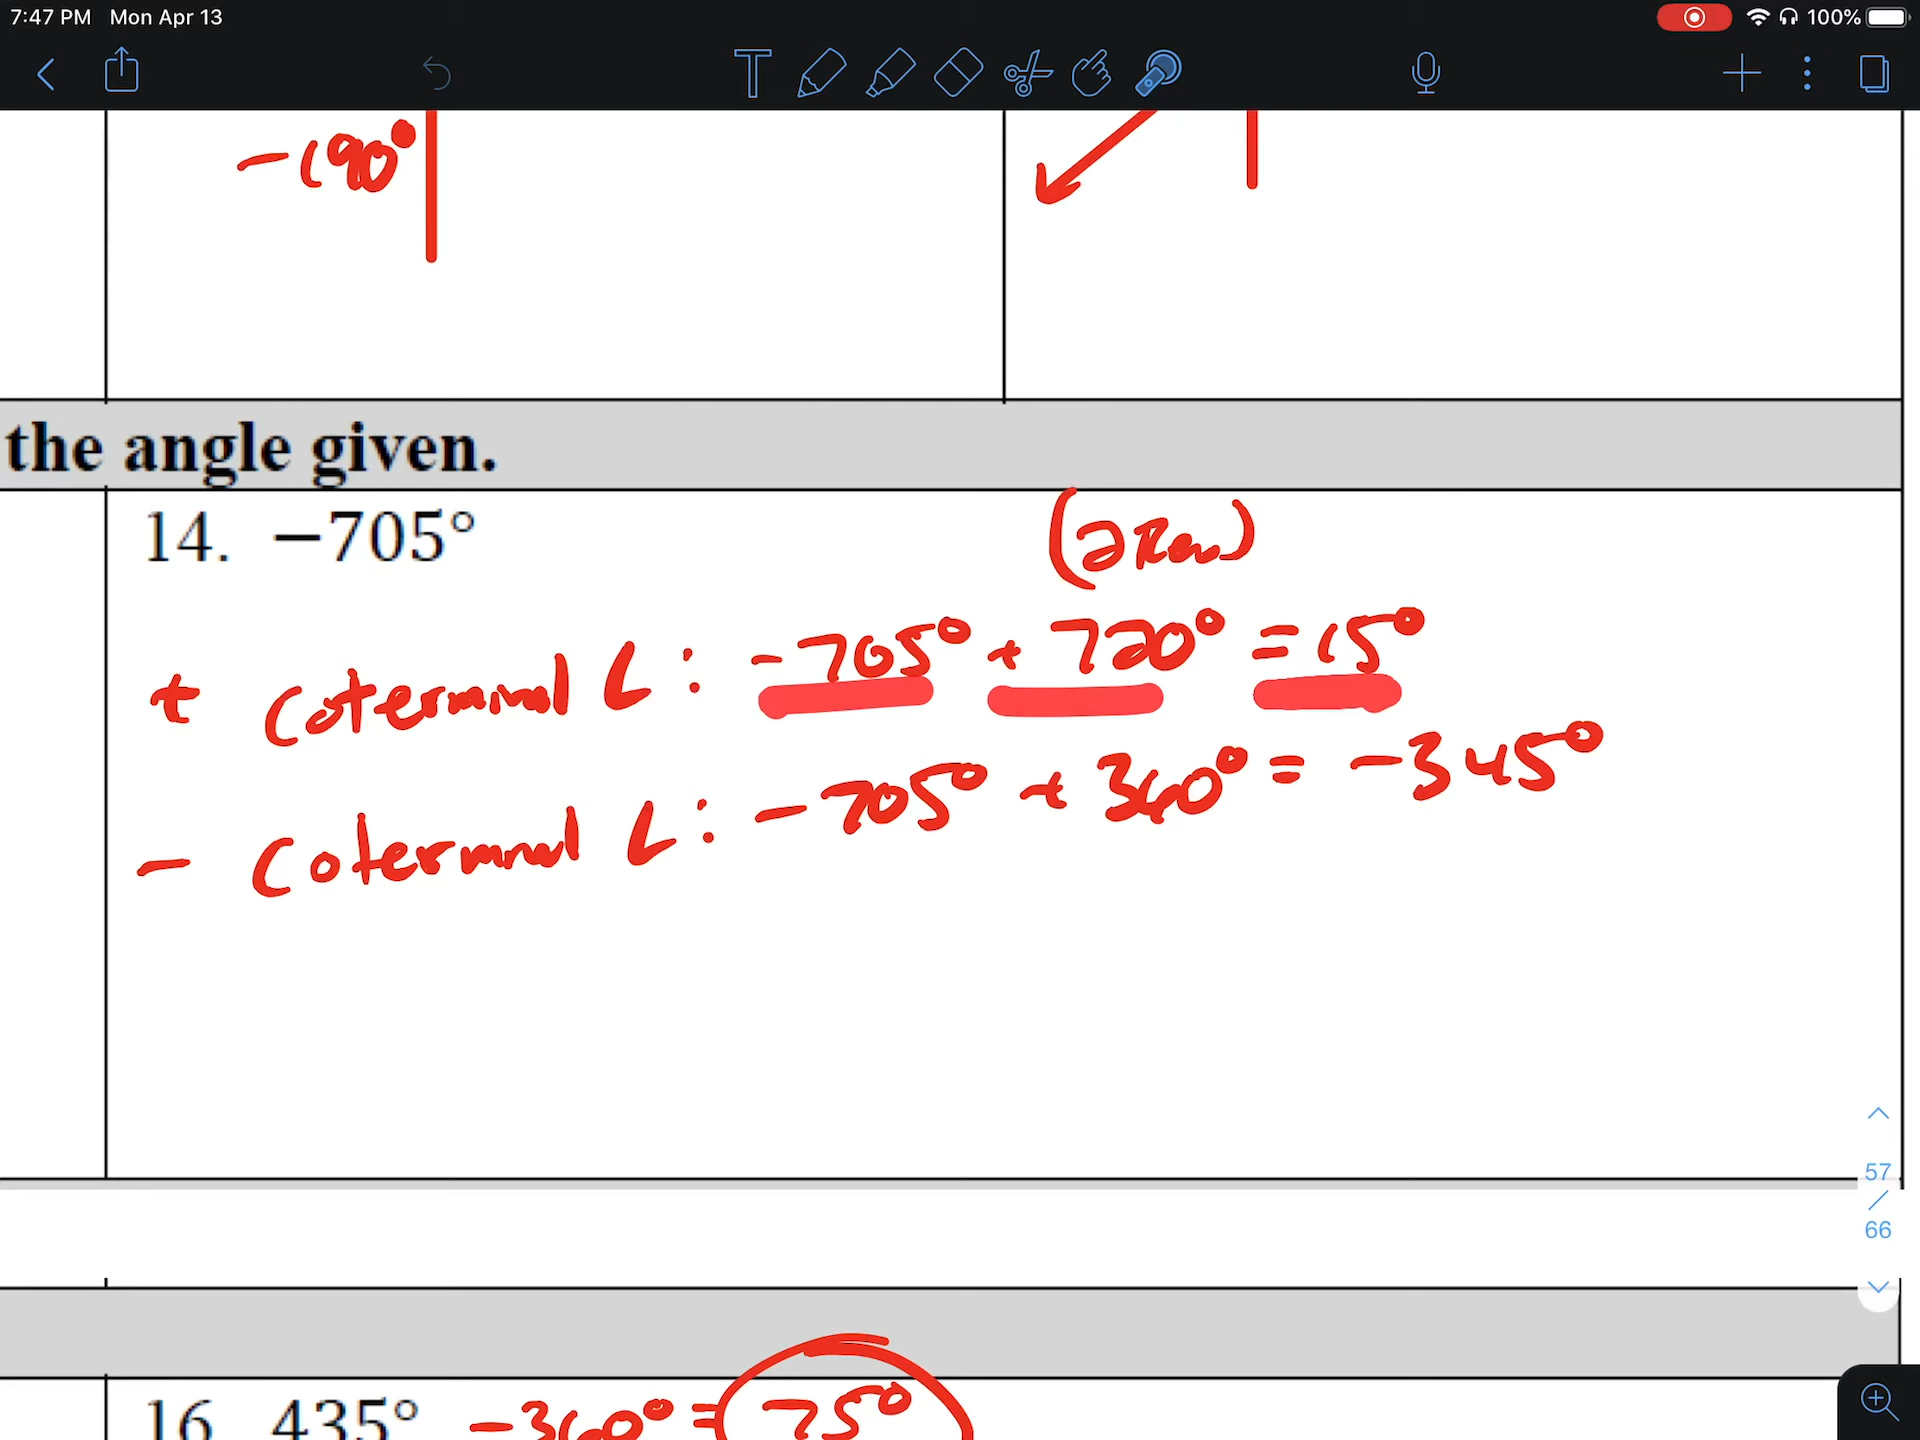 7:47 PM Mon Apr 13 100%
-190°
the angle given.
14. −705°
(2 Rev)
+ coterminal ∠: -705° + 720° = 15°
- coterminal ∠: -705° + 360° = -345°
57
/
66
16 435° -360° = 75°